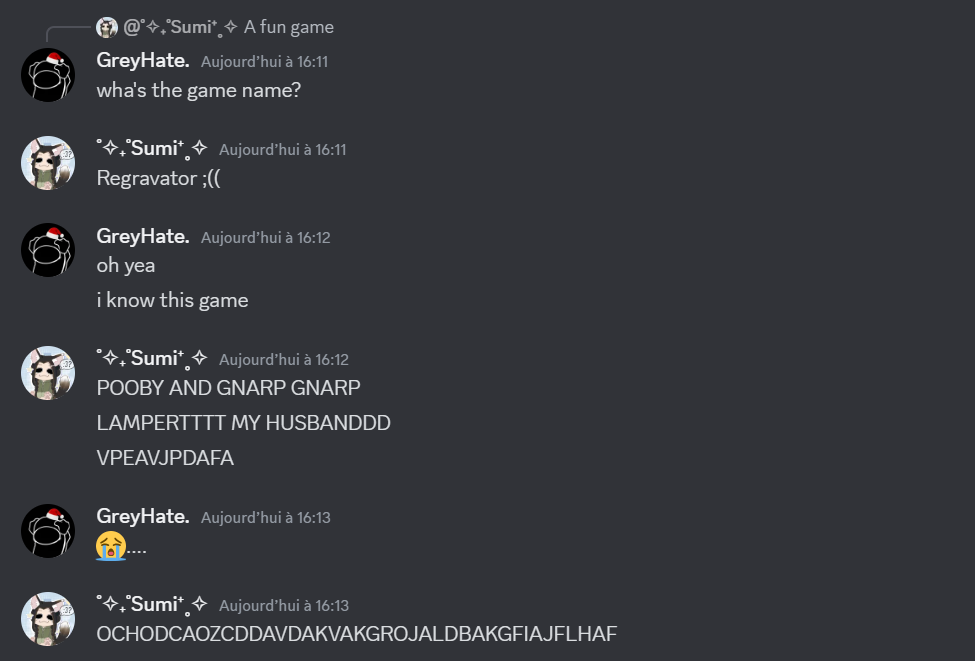 @˚✧₊˚Sumi⁺˳✧ A fun game
GreyHate. Aujourd’hui à 16:11
wha's the game name?
˚✧₊˚Sumi⁺˳✧ Aujourd’hui à 16:11
Regravator ;((
GreyHate. Aujourd’hui à 16:12
oh yea
i know this game
˚✧₊˚Sumi⁺˳✧ Aujourd’hui à 16:12
POOBY AND GNARP GNARP
LAMPERTTTT MY HUSBANDDD
VPEAVJPDAFA
GreyHate. Aujourd’hui à 16:13
😭....
˚✧₊˚Sumi⁺˳✧ Aujourd’hui à 16:13
OCHODCAOZCDDAVDAKVAKGROJALDBAKGFIAJFLHAF